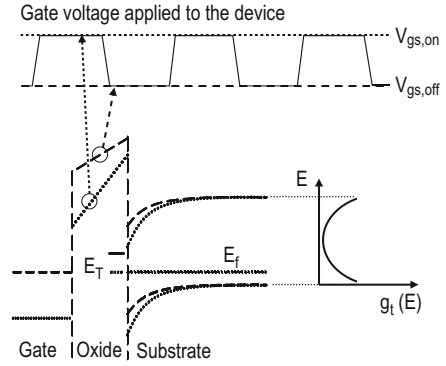 Gate voltage applied to the device
V_gs,on
V_gs,off
E
E_T
E_f
g_t (E)
Gate
Oxide
Substrate